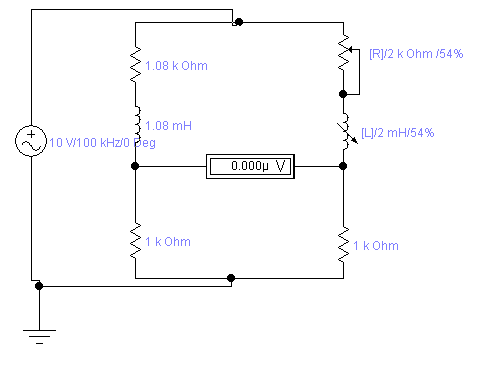 [R]/2 k Ohm /54%
1.08 k Ohm
1.08 mH
[L]/2 mH/54%
10 V/100 kHz/0 Deg
0.000µ V
1 k Ohm
1 k Ohm